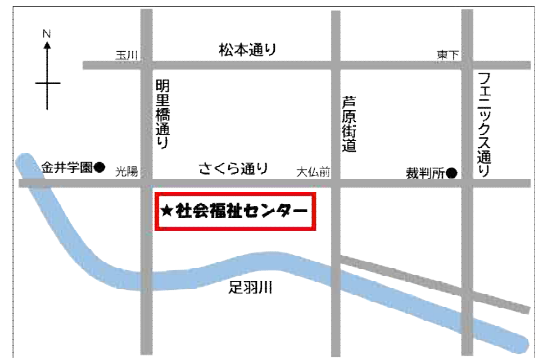 N
玉川
松本通り
東下
明里橋通り
芦原街道
フェニックス通り
金井学園●
光陽
さくら通り
大仏前
裁判所●
★社会福祉センター
足羽川